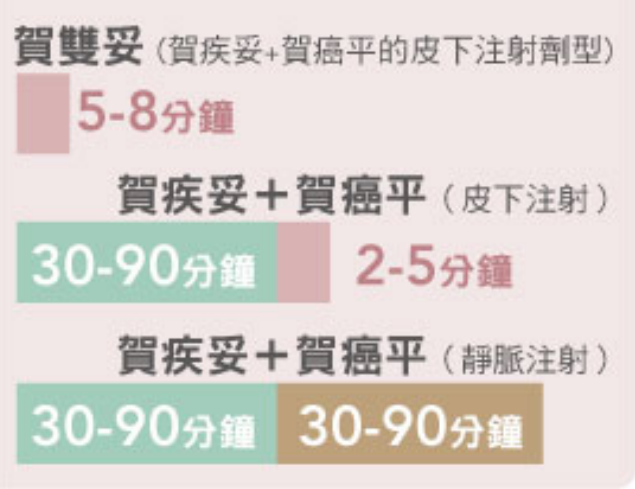 賀雙妥(賀疾妥+賀癌平的皮下注射劑型)
5-8分鐘
賀疾妥＋賀癌平(皮下注射)
30-90分鐘 2-5分鐘
賀疾妥＋賀癌平(靜脈注射)
30-90分鐘 30-90分鐘